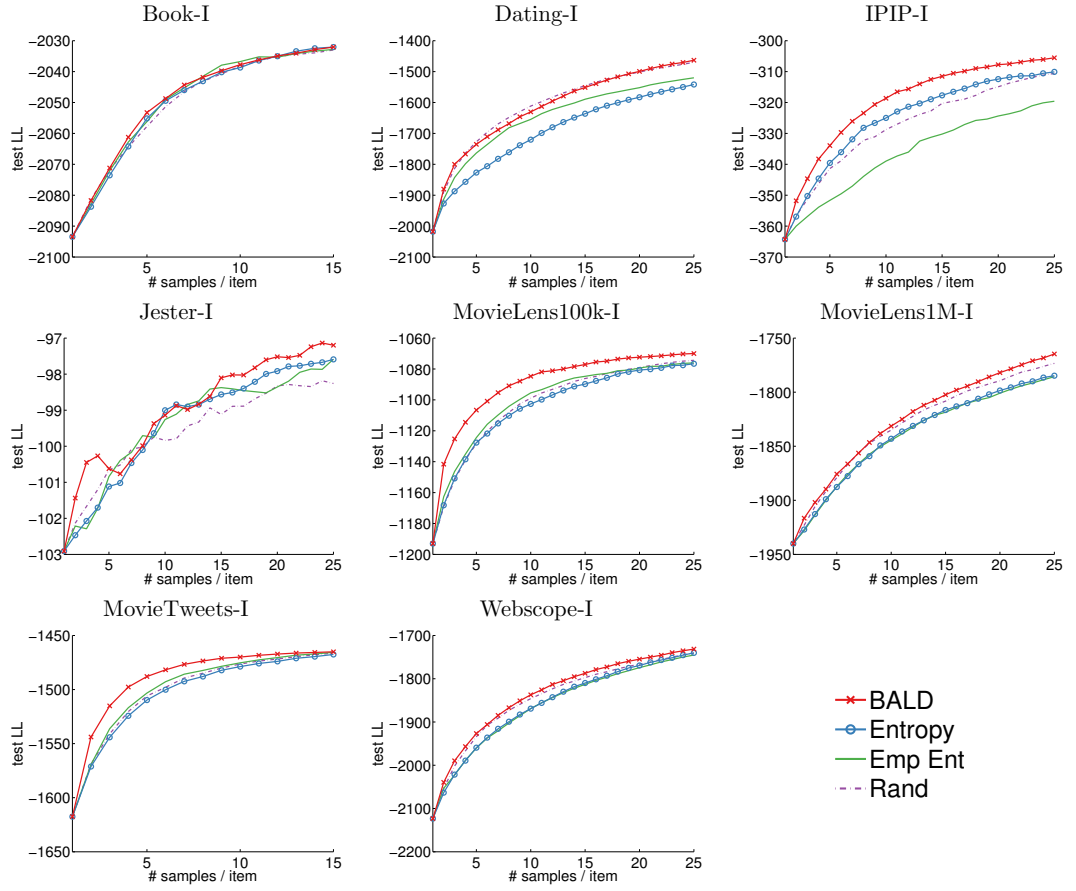 Book-I
−2030
−2040
−2050
−2060
−2070
−2080
−2090
−2100
test LL
5 10 15
# samples / item
Dating-I
−1400
−1500
−1600
−1700
−1800
−1900
−2000
−2100
test LL
5 10 15 20 25
# samples / item
IPIP-I
−300
−310
−320
−330
−340
−350
−360
−370
test LL
5 10 15 20 25
# samples / item
Jester-I
−97
−98
−99
−100
−101
−102
−103
test LL
5 10 15 20 25
# samples / item
MovieLens100k-I
−1060
−1080
−1100
−1120
−1140
−1160
−1180
−1200
test LL
5 10 15 20 25
# samples / item
MovieLens1M-I
−1750
−1800
−1850
−1900
−1950
test LL
5 10 15 20 25
# samples / item
MovieTweets-I
−1450
−1500
−1550
−1600
−1650
test LL
5 10 15
# samples / item
Webscope-I
−1700
−1800
−1900
−2000
−2100
−2200
test LL
5 10 15 20 25
# samples / item
BALD
Entropy
Emp Ent
Rand